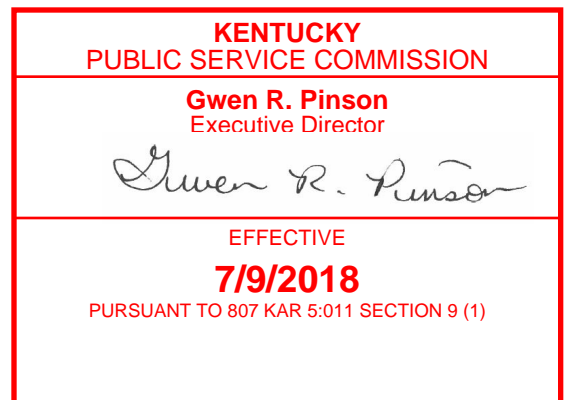 KENTUCKY
PUBLIC SERVICE COMMISSION
Gwen R. Pinson
Executive Director
Gwen R. Pinson
EFFECTIVE
7/9/2018
PURSUANT TO 807 KAR 5:011 SECTION 9 (1)